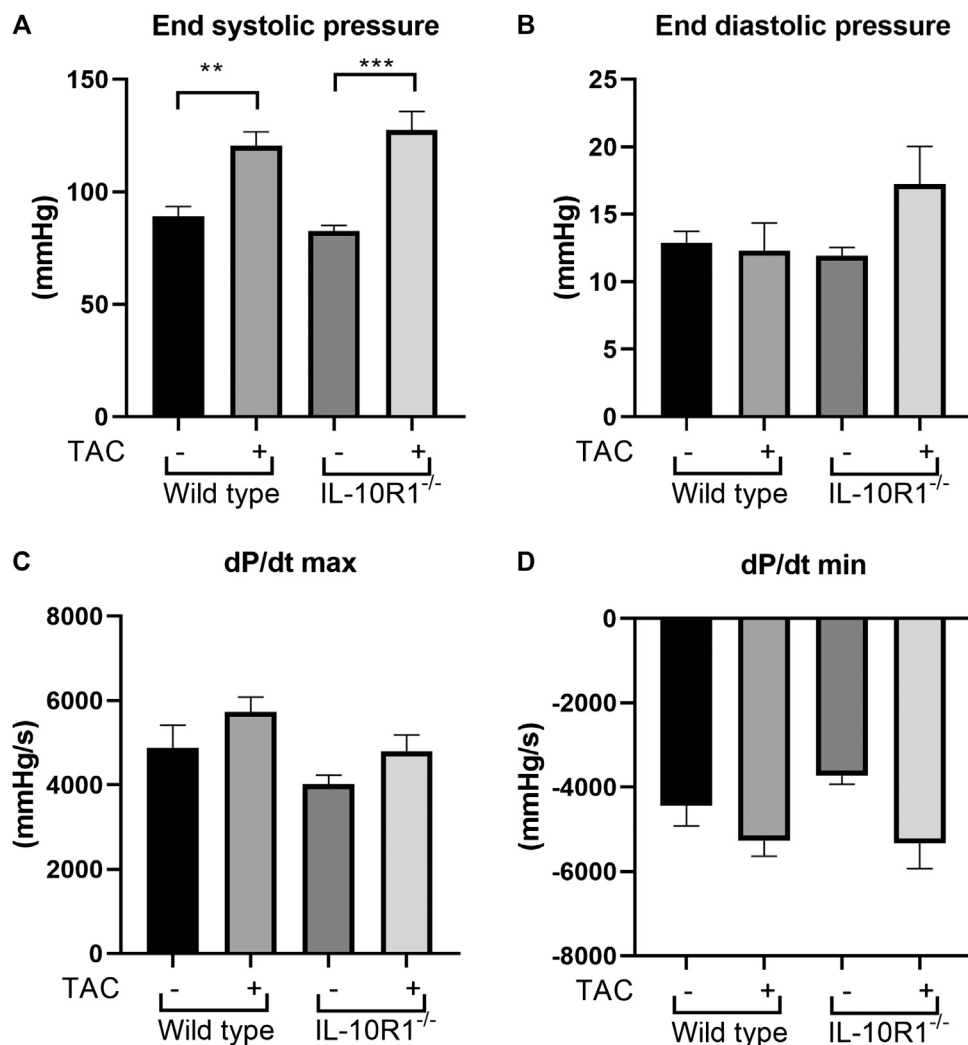 A End systolic pressure
150
100
50
0
(mmHg)
** ***
TAC - + - +
Wild type IL-10R1-/-
B End diastolic pressure
25
20
15
10
5
0
(mmHg)
TAC - + - +
Wild type IL-10R1-/-
C dP/dt max
8000
6000
4000
2000
0
(mmHg/s)
TAC - + - +
Wild type IL-10R1-/-
D dP/dt min
0
-2000
-4000
-6000
-8000
(mmHg/s)
TAC - + - +
Wild type IL-10R1-/-